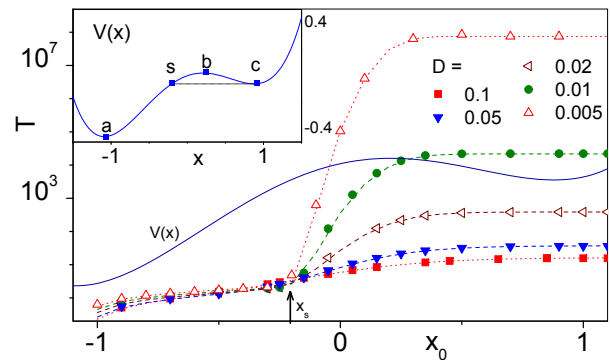 V(x)
0.4
-0.4
s
b
c
a
-1
1
x
10^7
10^3
T
D =
0.1
0.05
0.02
0.01
0.005
V(x)
x_s
-1
0
1
x_0